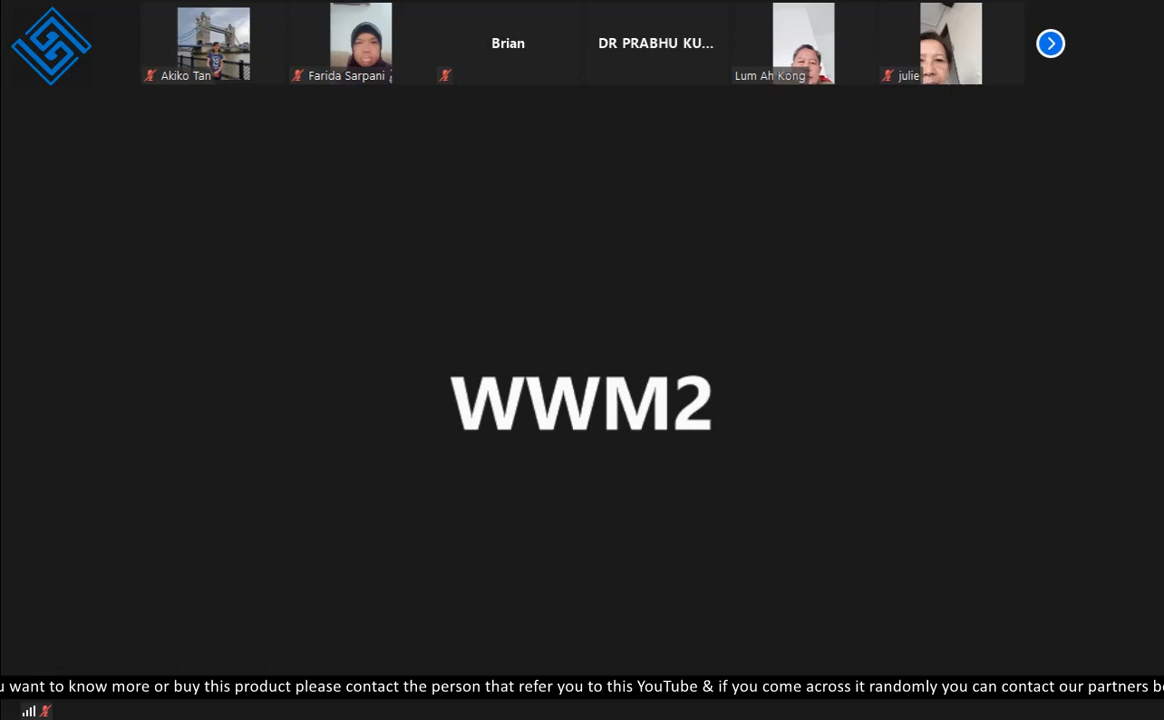 Brian
DR PRABHU KU...
Akiko Tan
Farida Sarpani
Lum Ah Kong
julie
WWM2
u want to know more or buy this product please contact the person that refer you to this YouTube & if you come across it randomly you can contact our partners be